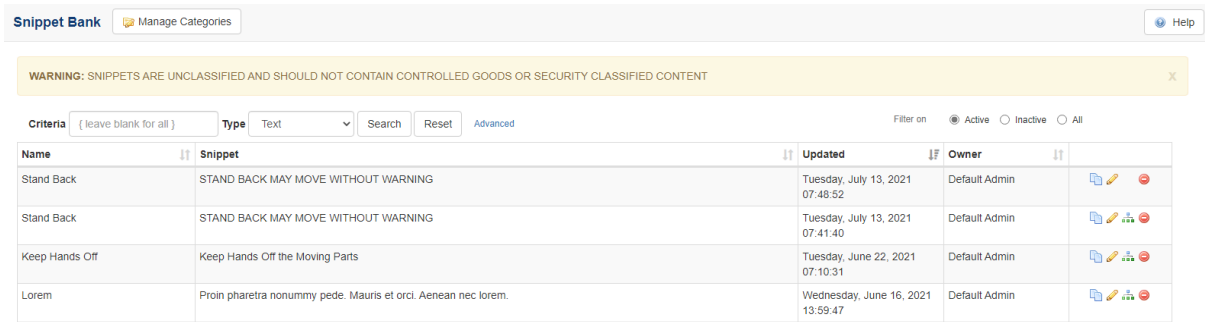 Snippet Bank Manage Categories Help
WARNING: SNIPPETS ARE UNCLASSIFIED AND SHOULD NOT CONTAIN CONTROLLED GOODS OR SECURITY CLASSIFIED CONTENT X
Criteria { leave blank for all } Type Text Search Reset Advanced Filter on Active Inactive All
Name Snippet Updated Owner
Stand Back STAND BACK MAY MOVE WITHOUT WARNING Tuesday, July 13, 2021 Default Admin
07:48:52
Stand Back STAND BACK MAY MOVE WITHOUT WARNING Tuesday, July 13, 2021 Default Admin
07:41:40
Keep Hands Off Keep Hands Off the Moving Parts Tuesday, June 22, 2021 Default Admin
07:10:31
Lorem Proin pharetra nonummy pede. Mauris et orci. Aenean nec lorem. Wednesday, June 16, 2021 Default Admin
13:59:47